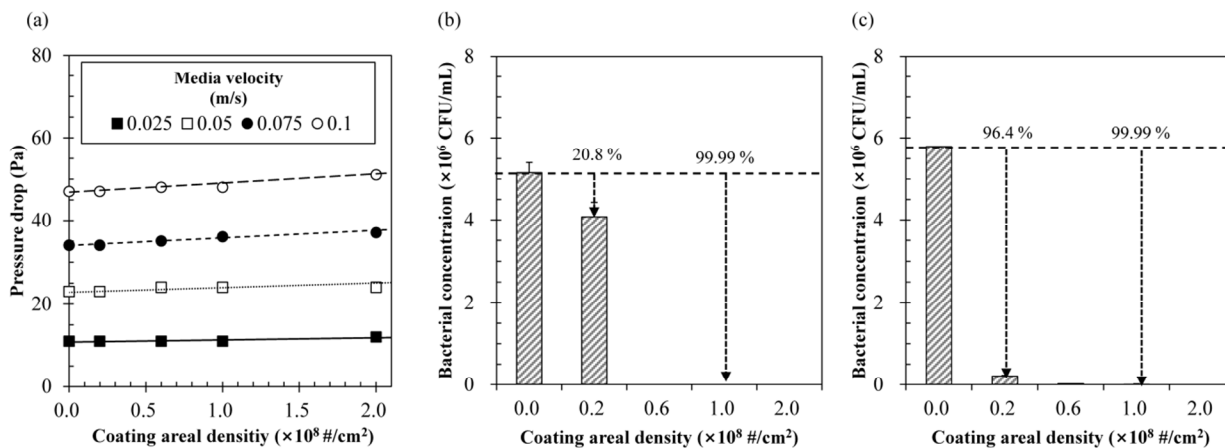 (a)
80
60
40
20
0
Pressure drop (Pa)
Media velocity
(m/s)
0.025 0.05 0.075 0.1
0.0 0.5 1.0 1.5 2.0
Coating areal densitiy (×10⁸ #/cm²)
(b)
8
6
4
2
0
Bacterial concentraion (×10⁶ CFU/mL)
20.8 %
99.99 %
0.0 0.2 0.6 1.0 2.0
Coating areal densitiy (×10⁸ #/cm²)
(c)
8
6
4
2
0
Bacterial concentraion (×10⁶ CFU/mL)
96.4 %
99.99 %
0.0 0.2 0.6 1.0 2.0
Coating areal densitiy (×10⁸ #/cm²)